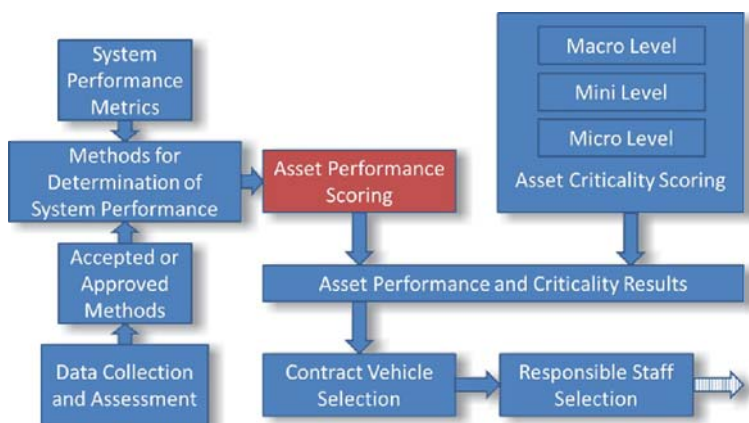 System
Performance
Metrics
Methods for
Determination of
System Performance
Accepted or
Approved
Methods
Data Collection
and Assessment
Asset Performance
Scoring
Macro Level
Mini Level
Micro Level
Asset Criticality Scoring
Asset Performance and Criticality Results
Contract Vehicle
Selection
Responsible Staff
Selection